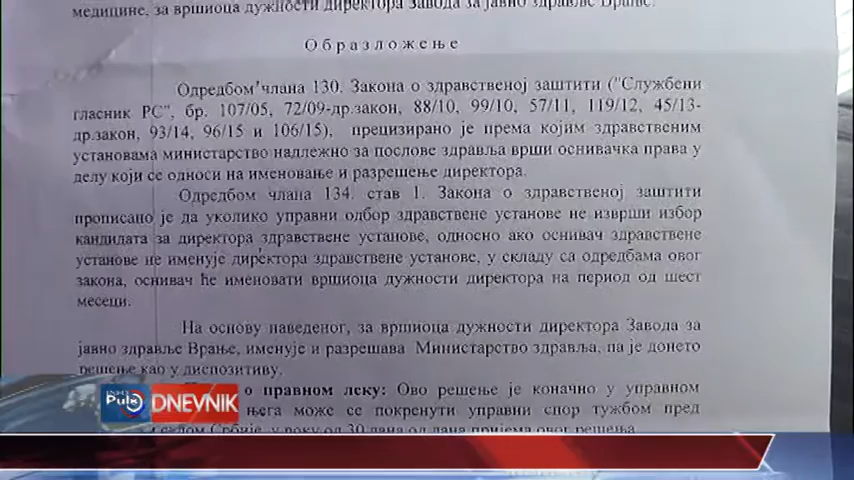 медицине, за вршиоца дужности директора Завода за јавно здравље Врање.
Образложење
Одредбом члана 130. Закона о здравственој заштити ("Службени
гласник РС", бр. 107/05, 72/09-др.закон, 88/10, 99/10, 57/11, 119/12, 45/13-
др.закон, 93/14, 96/15 и 106/15), прецизирано је према којим здравственим
установама министарство надлежно за послове здравља врши оснивачка права у
делу који се односи на именовање и разрешење директора.
Одредбом члана 134. став 1. Закона о здравственој заштити
прописано је да уколико управни одбор здравствене установе не изврши избор
кандидата за директора здравствене установе, односно ако оснивач здравствене
установе не именује директора здравствене установе, у складу са одредбама овог
закона, оснивач ће именовати вршиоца дужности директора на период од шест
месеци.
На основу наведеног, за вршиоца дужности директора Завода за
јавно здравље Врање, именује и разрешава Министарство здравља, па је донето
решење као у диспозитиву.
о правном леку: Ово решење је коначно у управном
њега може се покренути управни спор тужбом пред
судом Србије, у року од 30 дана од дана пријема овог решења.
Puls DNEVNIK